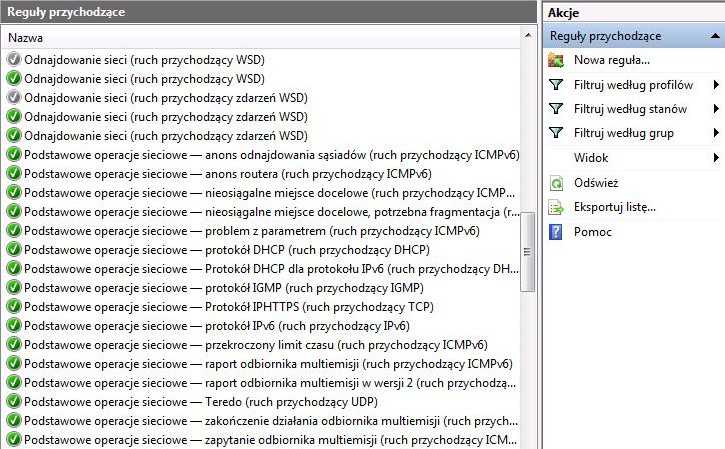 Reguły przychodzące
Nazwa
Odnajdowanie sieci (ruch przychodzący WSD)
Odnajdowanie sieci (ruch przychodzący WSD)
Odnajdowanie sieci (ruch przychodzący zdarzeń WSD)
Odnajdowanie sieci (ruch przychodzący zdarzeń WSD)
Odnajdowanie sieci (ruch przychodzący zdarzeń WSD)
Podstawowe operacje sieciowe — anons odnajdowania sąsiadów (ruch przychodzący ICMPv6)
Podstawowe operacje sieciowe — anons routera (ruch przychodzący ICMPv6)
Podstawowe operacje sieciowe — nieosiągalne miejsce docelowe (ruch przychodzący ICMP...
Podstawowe operacje sieciowe — nieosiągalne miejsce docelowe, potrzebna fragmentacja (r...
Podstawowe operacje sieciowe — problem z parametrem (ruch przychodzący ICMPv6)
Podstawowe operacje sieciowe — protokół DHCP (ruch przychodzący DHCP)
Podstawowe operacje sieciowe — Protokół DHCP dla protokołu IPv6 (ruch przychodzący DH...
Podstawowe operacje sieciowe — protokół IGMP (ruch przychodzący IGMP)
Podstawowe operacje sieciowe — Protokół IPHTTPS (ruch przychodzący TCP)
Podstawowe operacje sieciowe — protokół IPv6 (ruch przychodzący IPv6)
Podstawowe operacje sieciowe — przekroczony limit czasu (ruch przychodzący ICMPv6)
Podstawowe operacje sieciowe — raport odbiornika multiemisji (ruch przychodzący ICMPv6)
Podstawowe operacje sieciowe — raport odbiornika multiemisji w wersji 2 (ruch przychodzą...
Podstawowe operacje sieciowe — Teredo (ruch przychodzący UDP)
Podstawowe operacje sieciowe — zakończenie działania odbiornika multiemisji (ruch przych...
Podstawowe operacje sieciowe — zapytanie odbiornika multiemisji (ruch przychodzący ICM...
Akcje
Reguły przychodzące
Nowa reguła...
Filtruj według profilów
Filtruj według stanów
Filtruj według grup
Widok
Odśwież
Eksportuj listę...
Pomoc